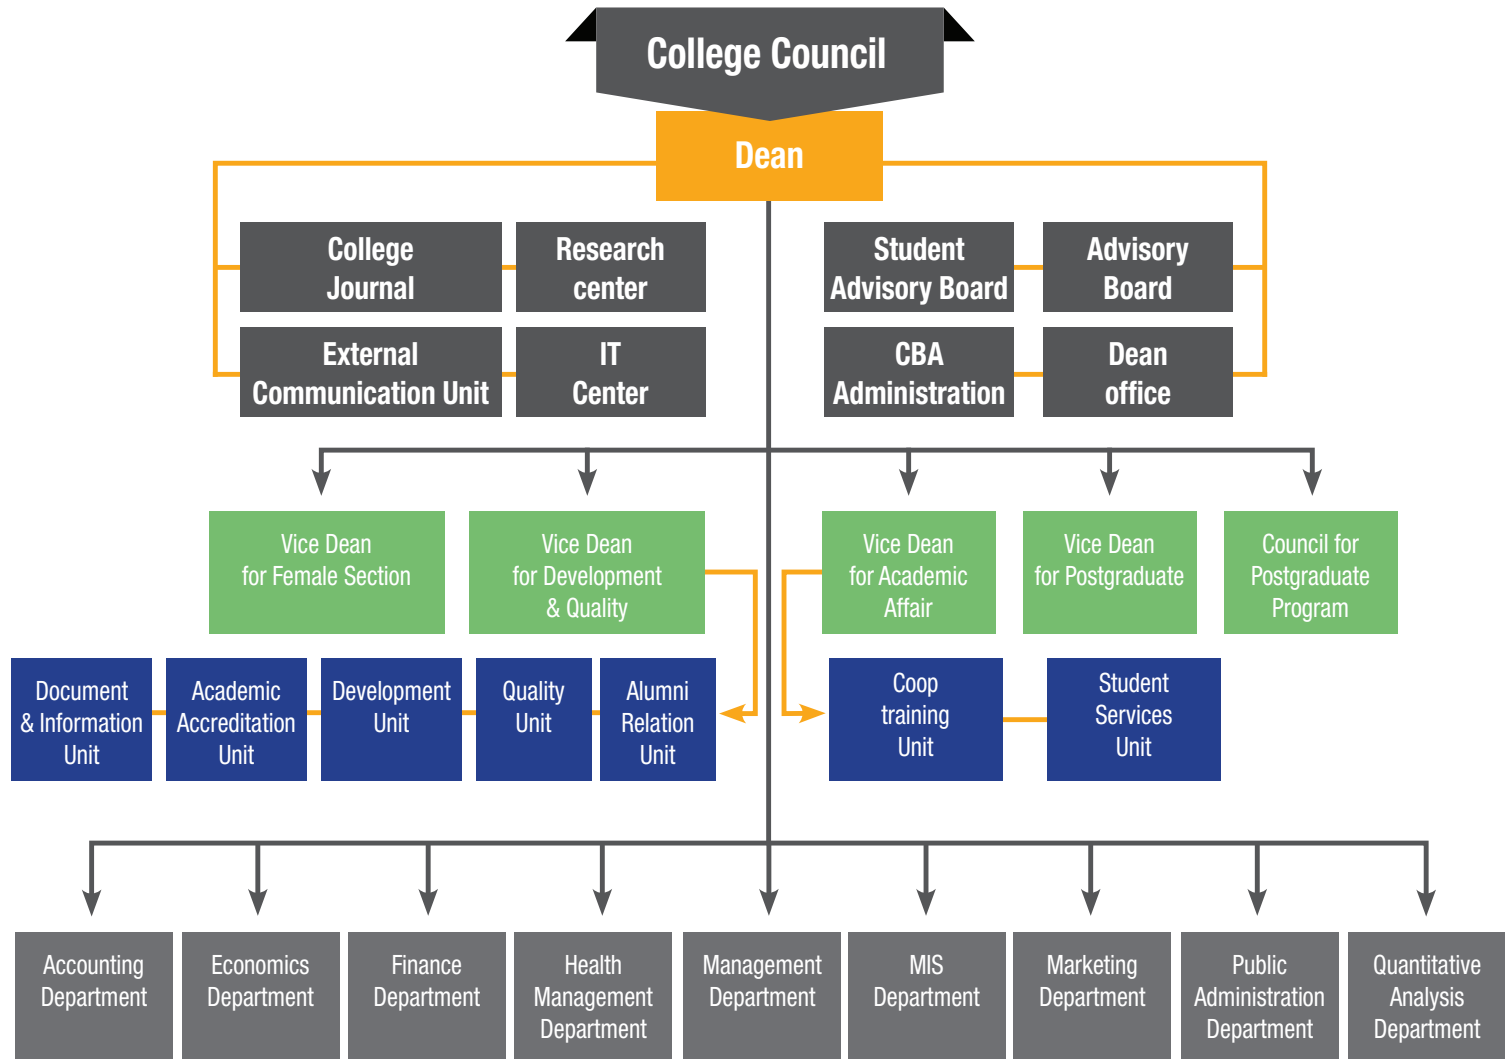 College Council
Dean
College
Journal
Research
center
Student
Advisory Board
Advisory
Board
External
Communication Unit
IT
Center
CBA
Administration
Dean
office
Vice Dean
for Female Section
Vice Dean
for Development
& Quality
Vice Dean
for Academic
Affair
Vice Dean
for Postgraduate
Council for
Postgraduate
Program
Document
& Information
Unit
Academic
Accreditation
Unit
Development
Unit
Quality
Unit
Alumni
Relation
Unit
Coop
training
Unit
Student
Services
Unit
Accounting
Department
Economics
Department
Finance
Department
Health
Management
Department
Management
Department
MIS
Department
Marketing
Department
Public
Administration
Department
Quantitative
Analysis
Department